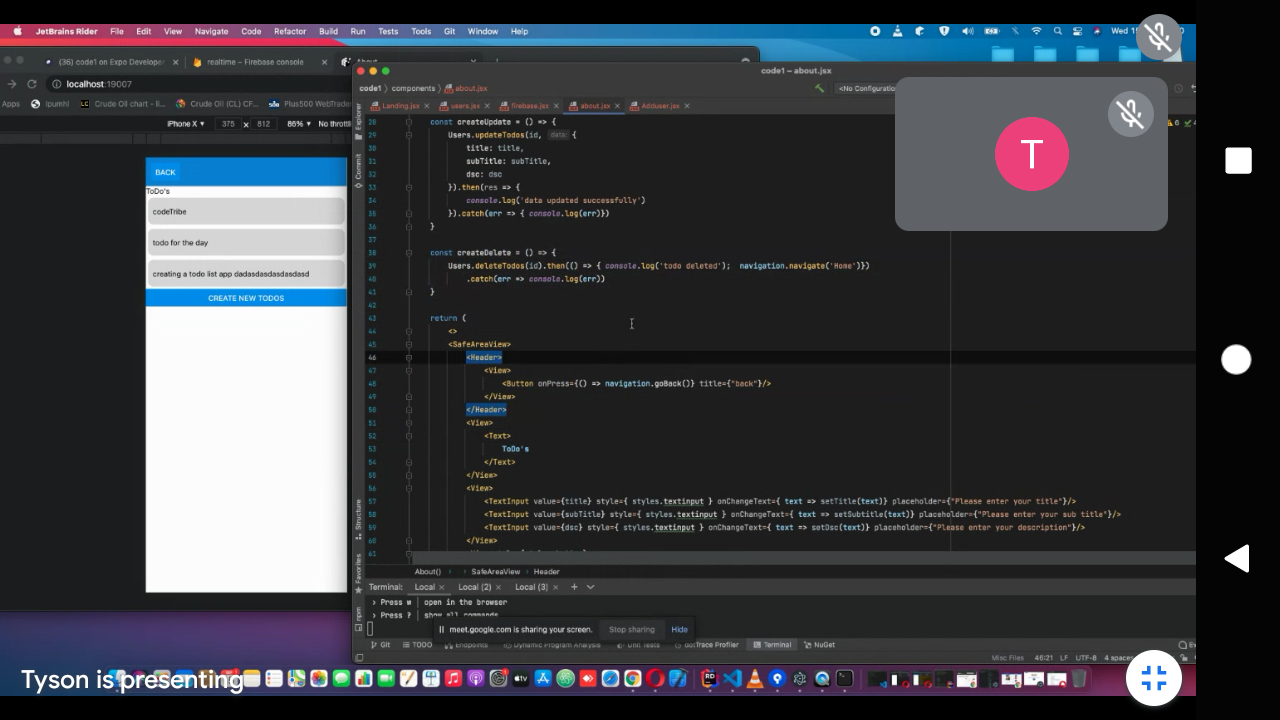 JetBrains Rider File Edit View Navigate Code Refactor Build Run Tests Tools Git Window Help
Wed
(36) code1 on Expo Develope
realtime – Firebase console
About
code1 – about.jsx
localhost:19007
code1 components about.jsx
<No Configuratio
Apps Ipumhl Crude Oil chart - li... Crude Oil (CL) CF... Plus500 WebTrader
Landing.jsx users.jsx firebase.jsx about.jsx Adduser.jsx
iPhone X 375 x 812 86% No thrott
T
BACK
ToDo's
codeTribe
todo for the day
creating a todo list app dadasdasdasdasdasd
CREATE NEW TODOS
Explorer
Commit
Structure
Favorites
npm
28 const createUpdate = () => {
29 Users.updateTodos(id, data: {
30 title: title,
31 subTitle: subTitle,
32 dsc: dsc
33 }).then(res => {
34 console.log('data updated successfully')
35 }).catch(err => { console.log(err)})
36 }
37
38 const createDelete = () => {
39 Users.deleteTodos(id).then(() => { console.log('todo deleted'); navigation.navigate('Home')})
40 .catch(err => console.log(err))
41 }
42
43 return (
44 <>
45 <SafeAreaView>
46 <Header>
47 <View>
48 <Button onPress={() => navigation.goBack()} title={"back"}/>
49 </View>
50 </Header>
51 <View>
52 <Text>
53 ToDo's
54 </Text>
55 </View>
56 <View>
57 <TextInput value={title} style={ styles.textinput } onChangeText={ text => setTitle(text)} placeholder={"Please enter your title"}/>
58 <TextInput value={subTitle} style={ styles.textinput } onChangeText={ text => setSubtitle(text)} placeholder={"Please enter your sub title"}/>
59 <TextInput value={dsc} style={ styles.textinput } onChangeText={ text => setDsc(text)} placeholder={"Please enter your description"}/>
60 </View>
61
About() SafeAreaView Header
Terminal: Local Local (2) Local (3)
› Press w | open in the browser
› Press ? | show all commands
meet.google.com is sharing your screen. Stop sharing Hide
Git TODO Endpoints Dynamic Program Analysis Unit Tests dotTrace Profiler Terminal NuGet
Misc Files 46:21 LF UTF-8 4 spaces
Tyson is presenting